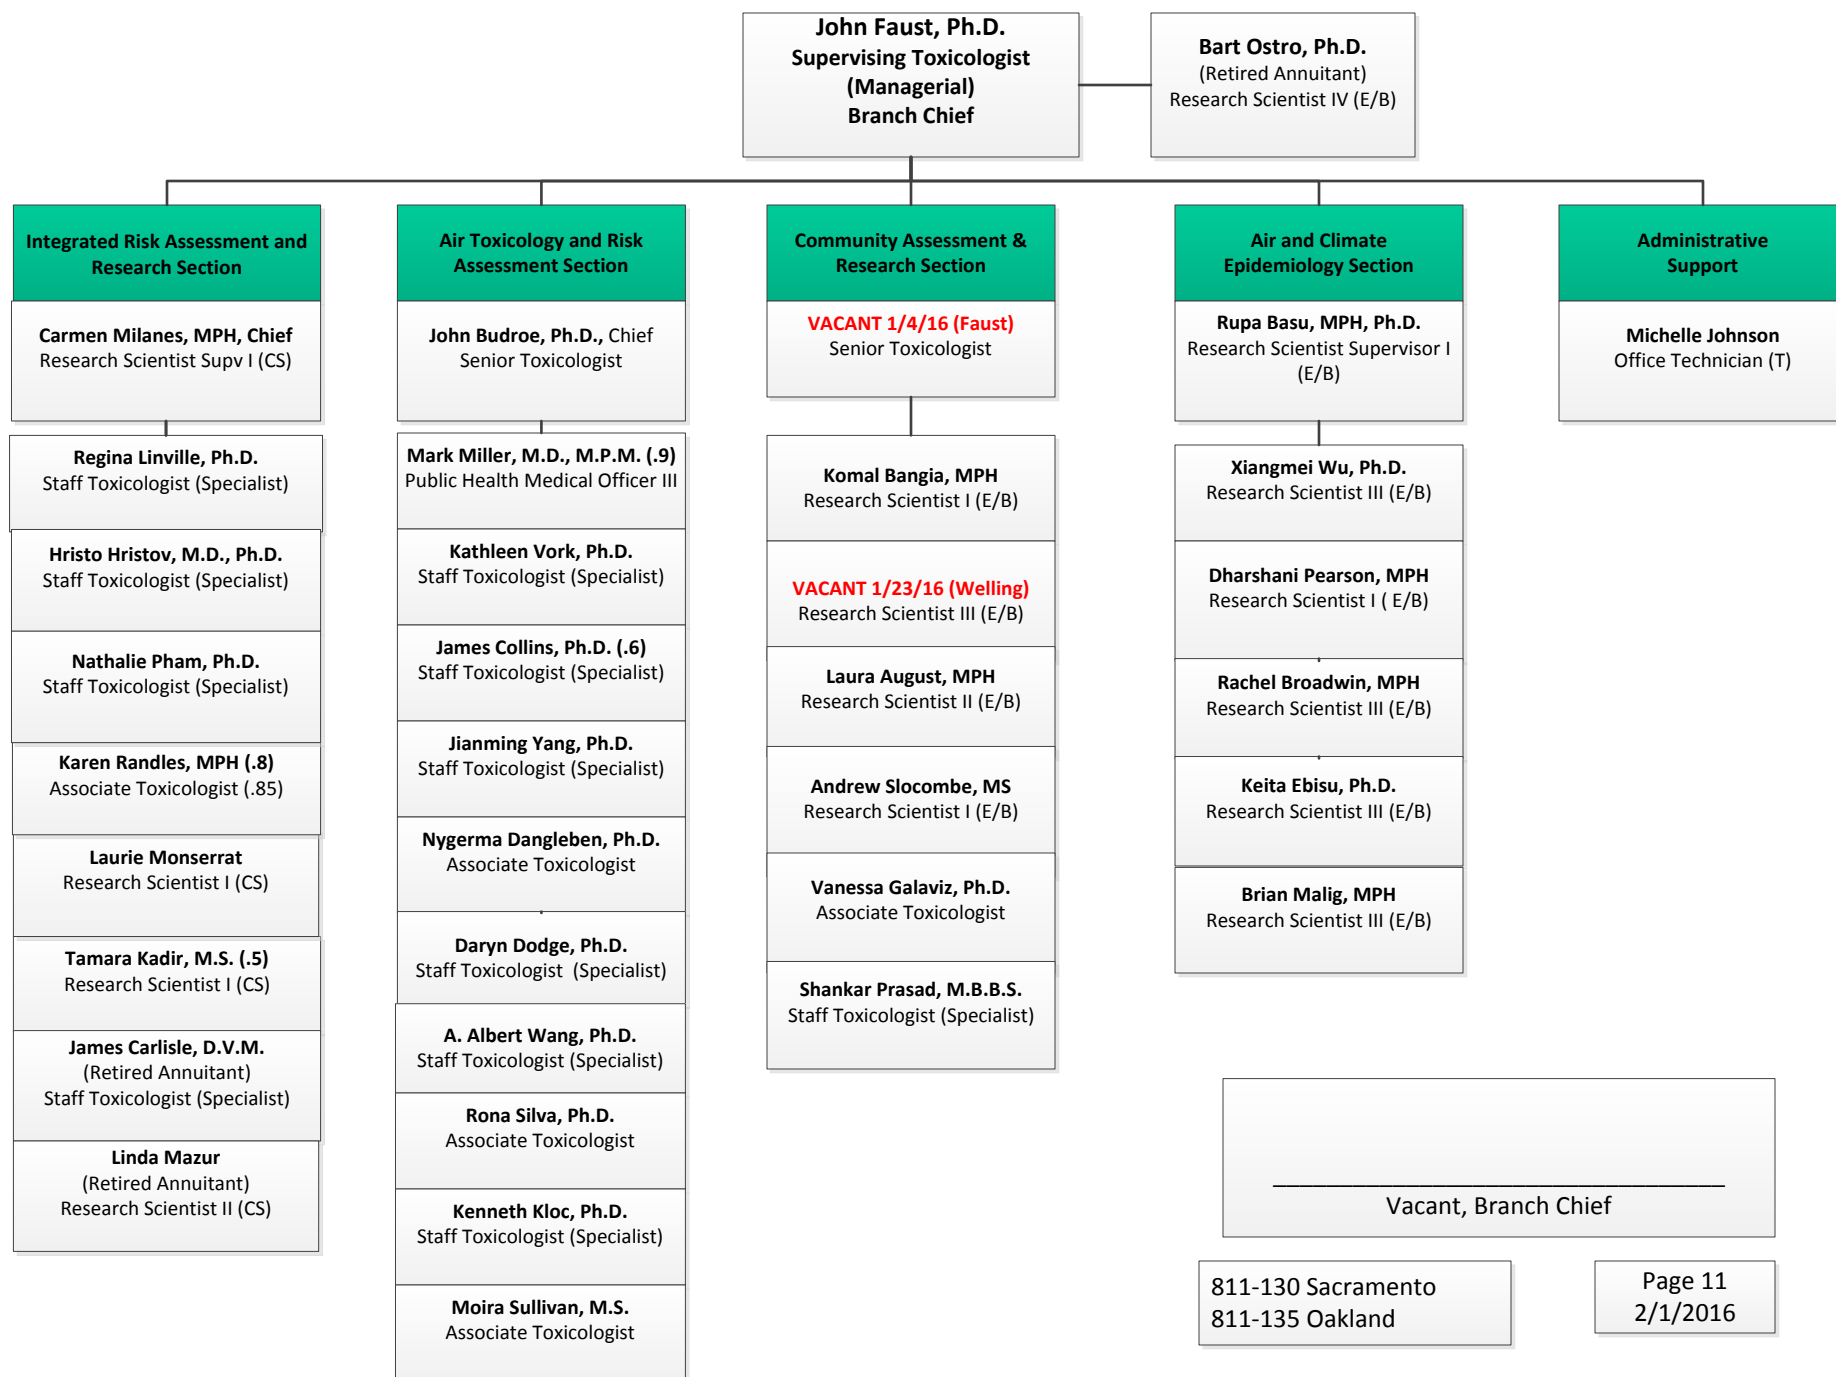 John Faust, Ph.D.
Supervising Toxicologist
(Managerial)
Branch Chief
Bart Ostro, Ph.D.
(Retired Annuitant)
Research Scientist IV (E/B)
Integrated Risk Assessment and
Research Section
Carmen Milanes, MPH, Chief
Research Scientist Supv I (CS)
Regina Linville, Ph.D.
Staff Toxicologist (Specialist)
Hristo Hristov, M.D., Ph.D.
Staff Toxicologist (Specialist)
Nathalie Pham, Ph.D.
Staff Toxicologist (Specialist)
Karen Randles, MPH (.8)
Associate Toxicologist (.85)
Laurie Monserrat
Research Scientist I (CS)
Tamara Kadir, M.S. (.5)
Research Scientist I (CS)
James Carlisle, D.V.M.
(Retired Annuitant)
Staff Toxicologist (Specialist)
Linda Mazur
(Retired Annuitant)
Research Scientist II (CS)
Air Toxicology and Risk
Assessment Section
John Budroe, Ph.D., Chief
Senior Toxicologist
Mark Miller, M.D., M.P.M. (.9)
Public Health Medical Officer III
Kathleen Vork, Ph.D.
Staff Toxicologist (Specialist)
James Collins, Ph.D. (.6)
Staff Toxicologist (Specialist)
Jianming Yang, Ph.D.
Staff Toxicologist (Specialist)
Nygerma Dangleben, Ph.D.
Associate Toxicologist
Daryn Dodge, Ph.D.
Staff Toxicologist (Specialist)
A. Albert Wang, Ph.D.
Staff Toxicologist (Specialist)
Rona Silva, Ph.D.
Associate Toxicologist
Kenneth Kloc, Ph.D.
Staff Toxicologist (Specialist)
Moira Sullivan, M.S.
Associate Toxicologist
Community Assessment &
Research Section
VACANT 1/4/16 (Faust)
Senior Toxicologist
Komal Bangia, MPH
Research Scientist I (E/B)
VACANT 1/23/16 (Welling)
Research Scientist III (E/B)
Laura August, MPH
Research Scientist II (E/B)
Andrew Slocombe, MS
Research Scientist I (E/B)
Vanessa Galaviz, Ph.D.
Associate Toxicologist
Shankar Prasad, M.B.B.S.
Staff Toxicologist (Specialist)
Air and Climate
Epidemiology Section
Rupa Basu, MPH, Ph.D.
Research Scientist Supervisor I
(E/B)
Xiangmei Wu, Ph.D.
Research Scientist III (E/B)
Dharshani Pearson, MPH
Research Scientist I ( E/B)
Rachel Broadwin, MPH
Research Scientist III (E/B)
Keita Ebisu, Ph.D.
Research Scientist III (E/B)
Brian Malig, MPH
Research Scientist III (E/B)
Administrative
Support
Michelle Johnson
Office Technician (T)
Vacant, Branch Chief
811-130 Sacramento
811-135 Oakland
Page 11
2/1/2016